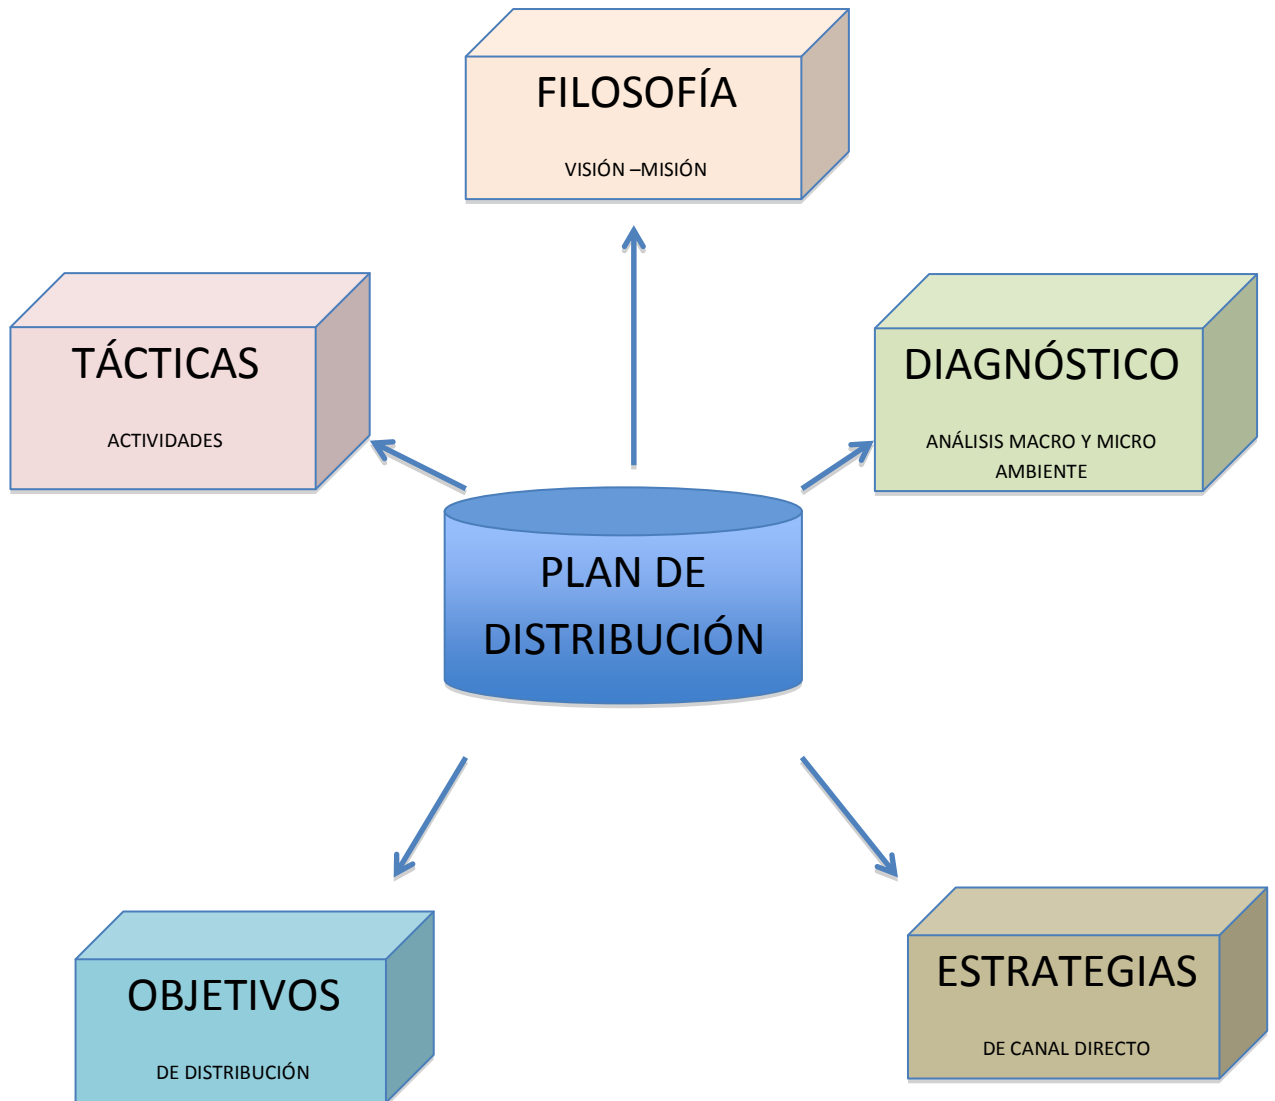 FILOSOFÍA
VISIÓN –MISIÓN
TÁCTICAS
ACTIVIDADES
DIAGNÓSTICO
ANÁLISIS MACRO Y MICRO
AMBIENTE
PLAN DE
DISTRIBUCIÓN
OBJETIVOS
DE DISTRIBUCIÓN
ESTRATEGIAS
DE CANAL DIRECTO